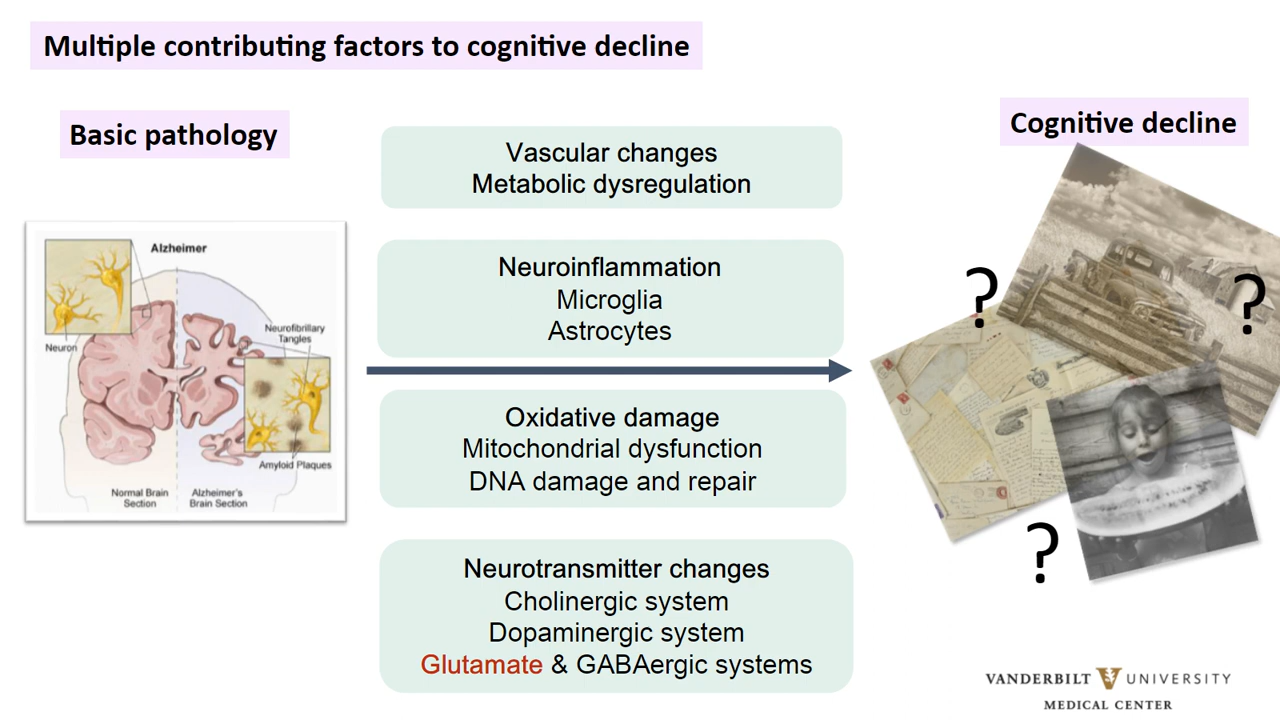 Multiple contributing factors to cognitive decline
Basic pathology
Cognitive decline
Vascular changes
Metabolic dysregulation
Neuroinflammation
Microglia
Astrocytes
Oxidative damage
Mitochondrial dysfunction
DNA damage and repair
Neurotransmitter changes
Cholinergic system
Dopaminergic system
Glutamate & GABAergic systems
Alzheimer
Neuron
Neurofibrillary
Tangles
Amyloid Plaques
Normal Brain
Section
Alzheimer's
Brain Section
?
?
?
VANDERBILT V UNIVERSITY
MEDICAL CENTER